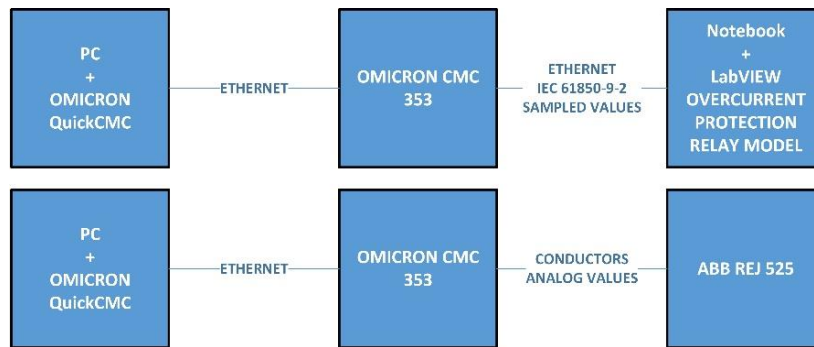 PC
+
OMICRON
QuickCMC
ETHERNET
OMICRON CMC
353
ETHERNET
IEC 61850-9-2
SAMPLED VALUES
Notebook
+
LabVIEW
OVERCURRENT
PROTECTION
RELAY MODEL
PC
+
OMICRON
QuickCMC
ETHERNET
OMICRON CMC
353
CONDUCTORS
ANALOG VALUES
ABB REJ 525